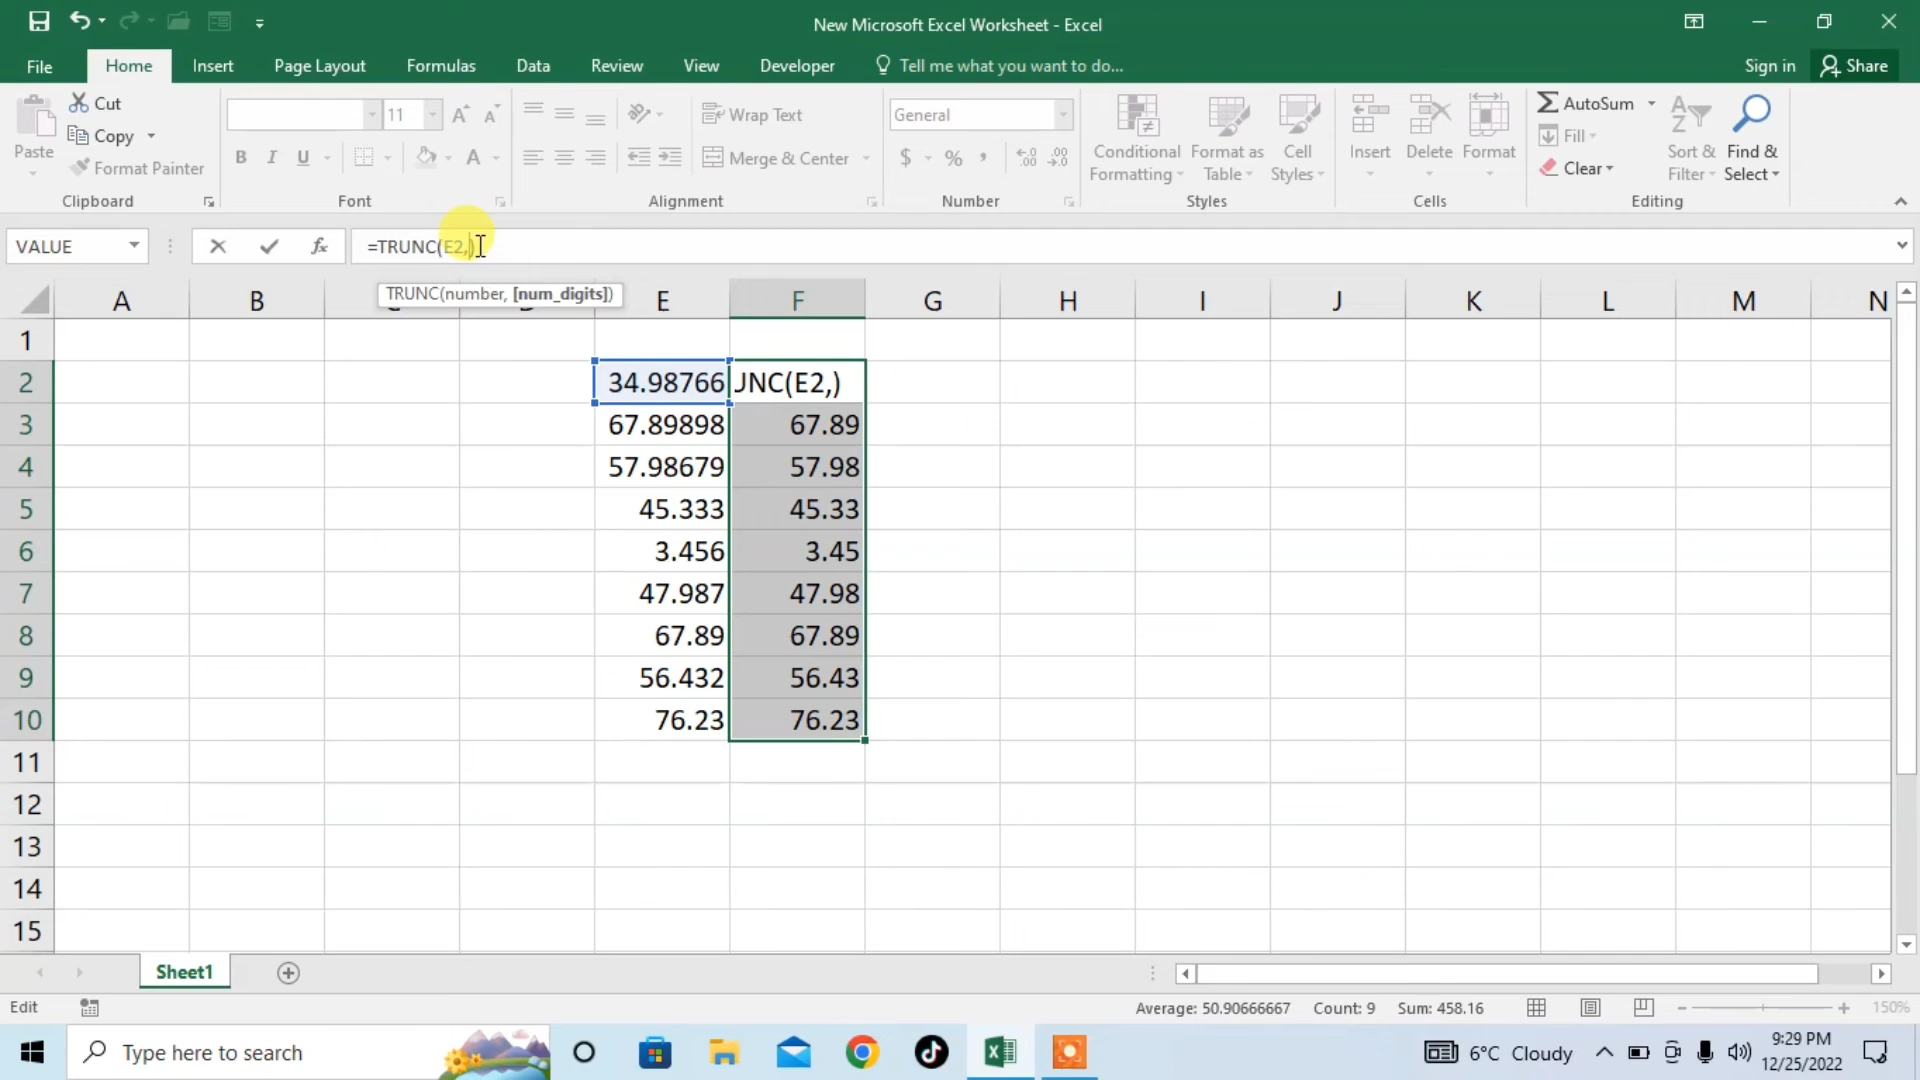 New Microsoft Excel Worksheet - Excel
File Home Insert Page Layout Formulas Data Review View Developer Tell me what you want to do... Sign in Share
Cut
Copy
Format Painter
Paste
Clipboard
11
B I U A
Font
Wrap Text
Merge & Center
Alignment
General
$ % ,
Number
Conditional Formatting
Format as Table
Cell Styles
Styles
Insert Delete Format
Cells
AutoSum
Fill
Clear
Sort & Filter
Find & Select
Editing
VALUE fx =TRUNC(E2,)
TRUNC(number, [num_digits])
A B E F G H I J K L M N
1
2 34.98766 UNC(E2,)
3 67.89898 67.89
4 57.98679 57.98
5 45.333 45.33
6 3.456 3.45
7 47.987 47.98
8 67.89 67.89
9 56.432 56.43
10 76.23 76.23
11
12
13
14
15
Sheet1
Edit Average: 50.90666667 Count: 9 Sum: 458.16 150%
Type here to search 6°C Cloudy 9:29 PM
12/25/2022